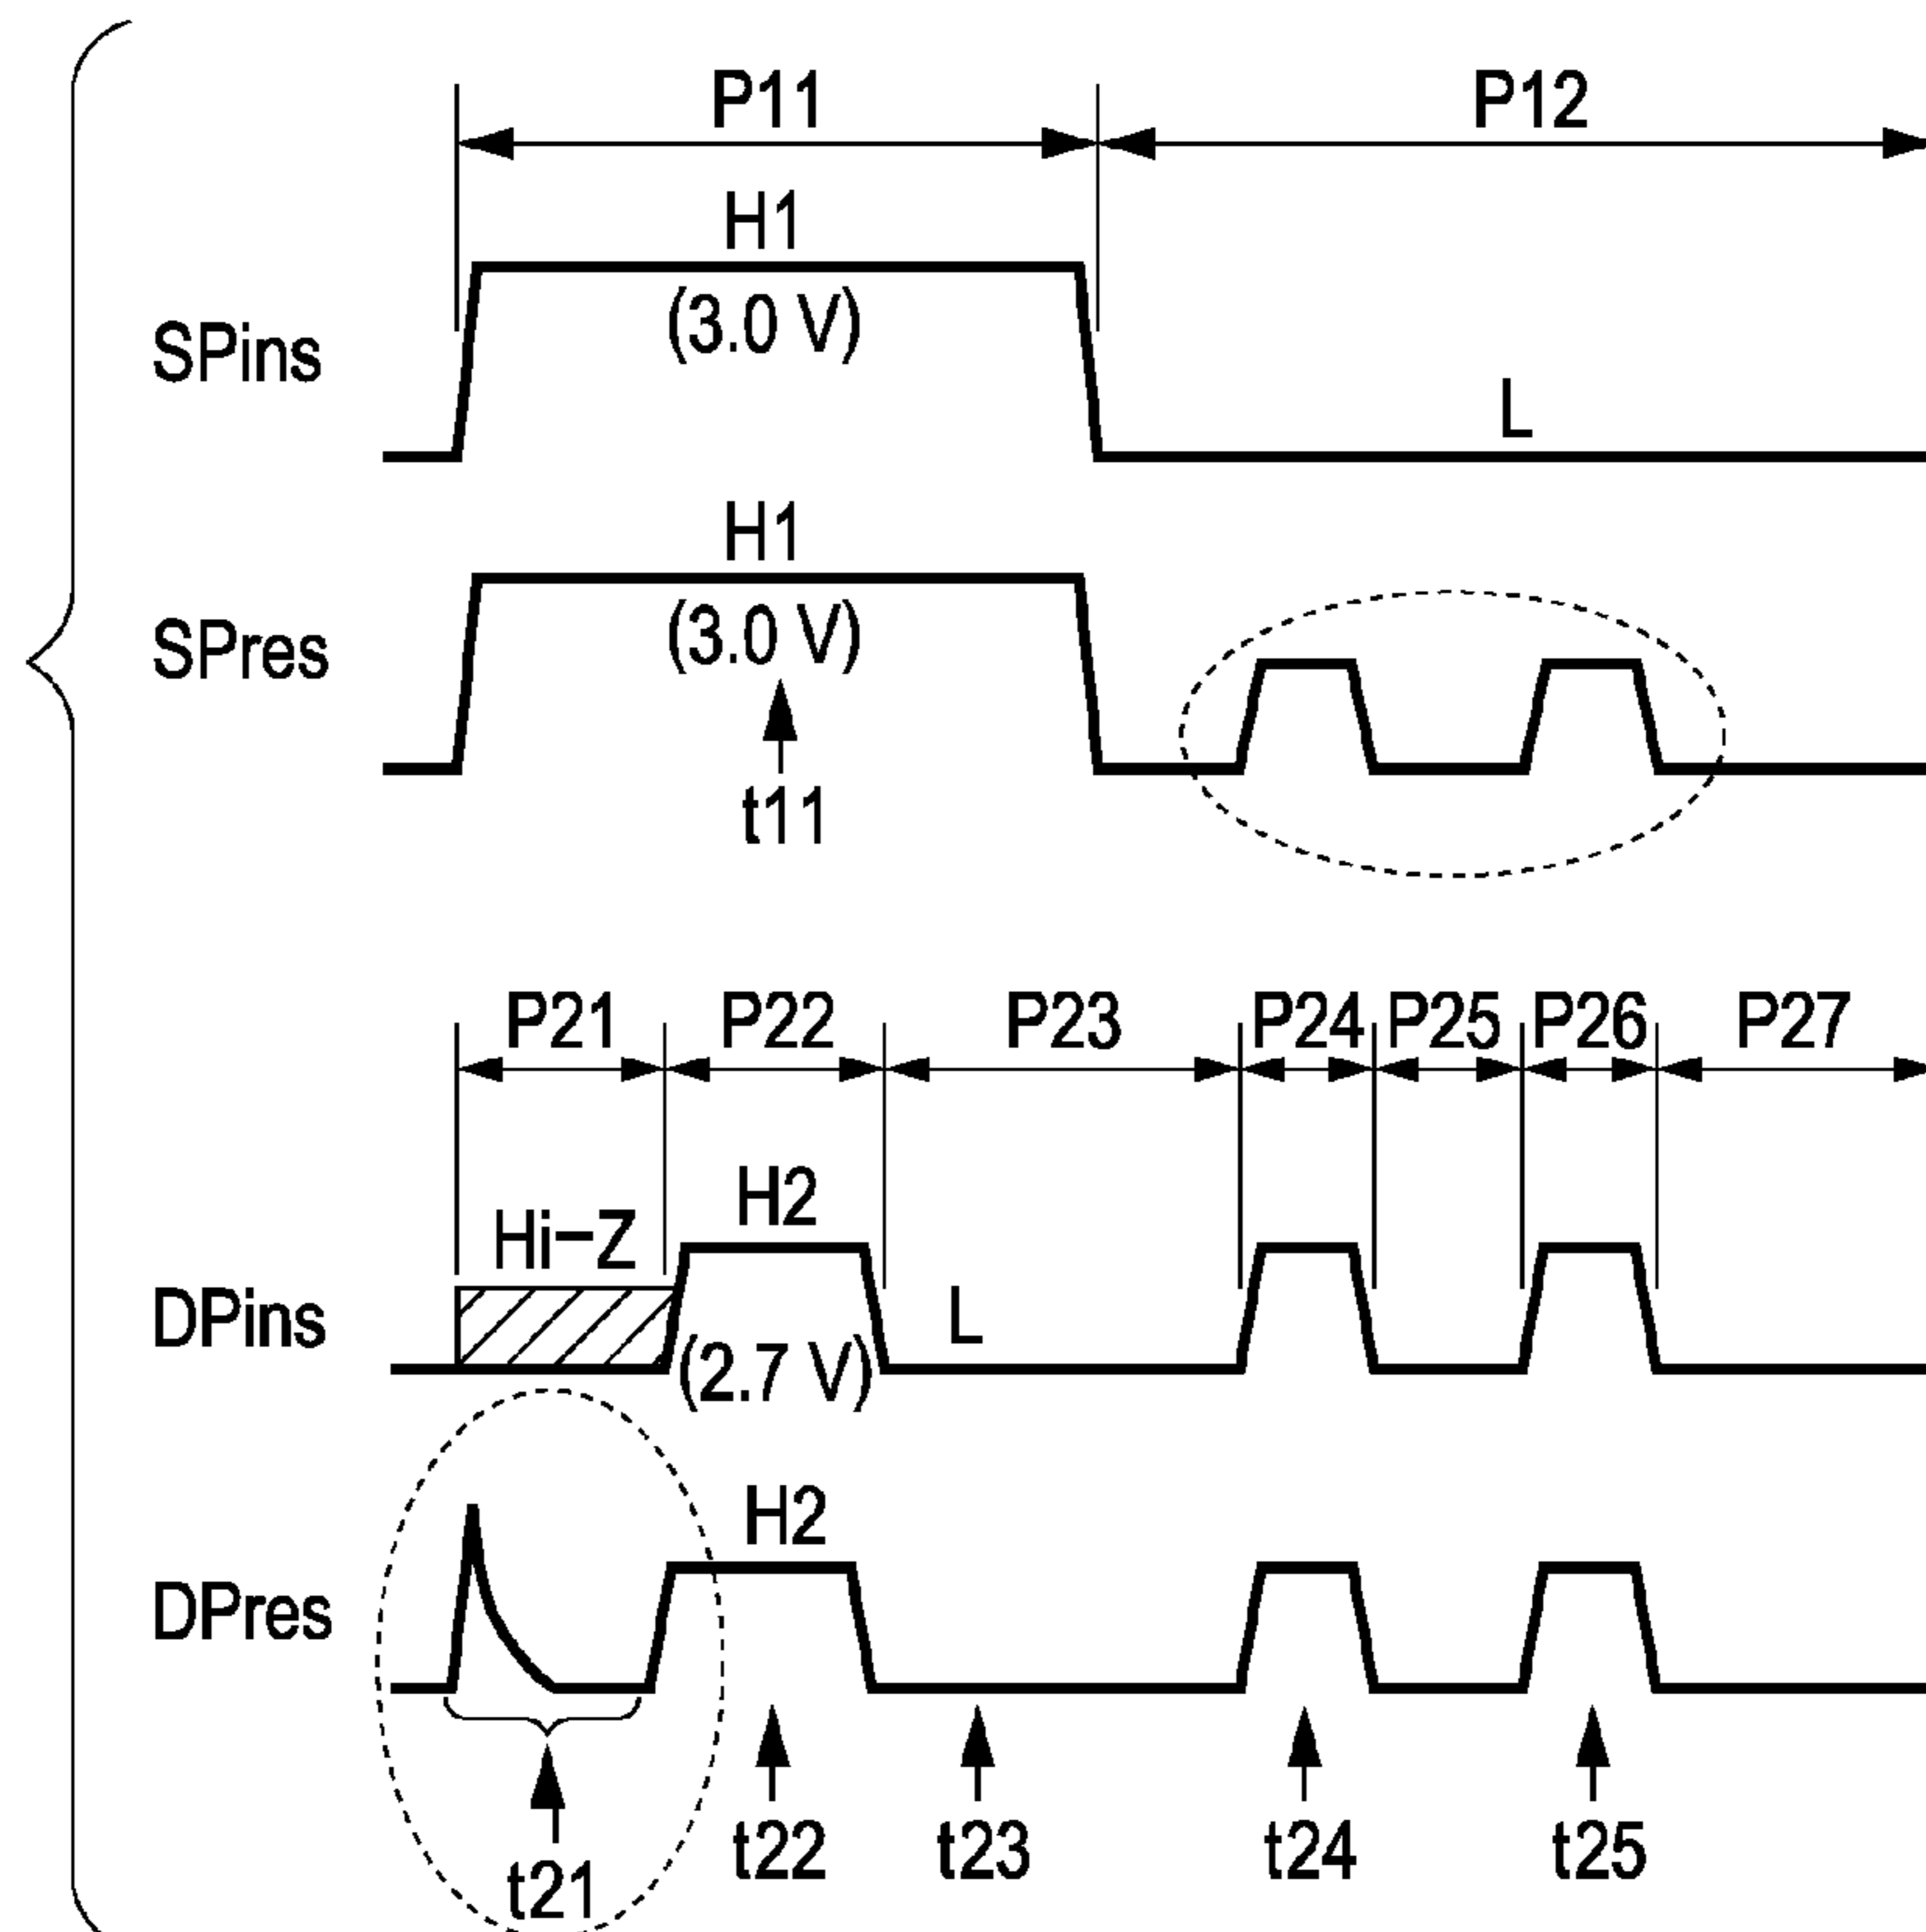 P11 P12
H1
(3.0 V)
SPins
L
H1
(3.0 V)
SPres
t11
P21 P22 P23 P24 P25 P26 P27
H2
Hi-Z
DPins
L
(2.7 V)
H2
DPres
t22 t23 t24 t25
t21